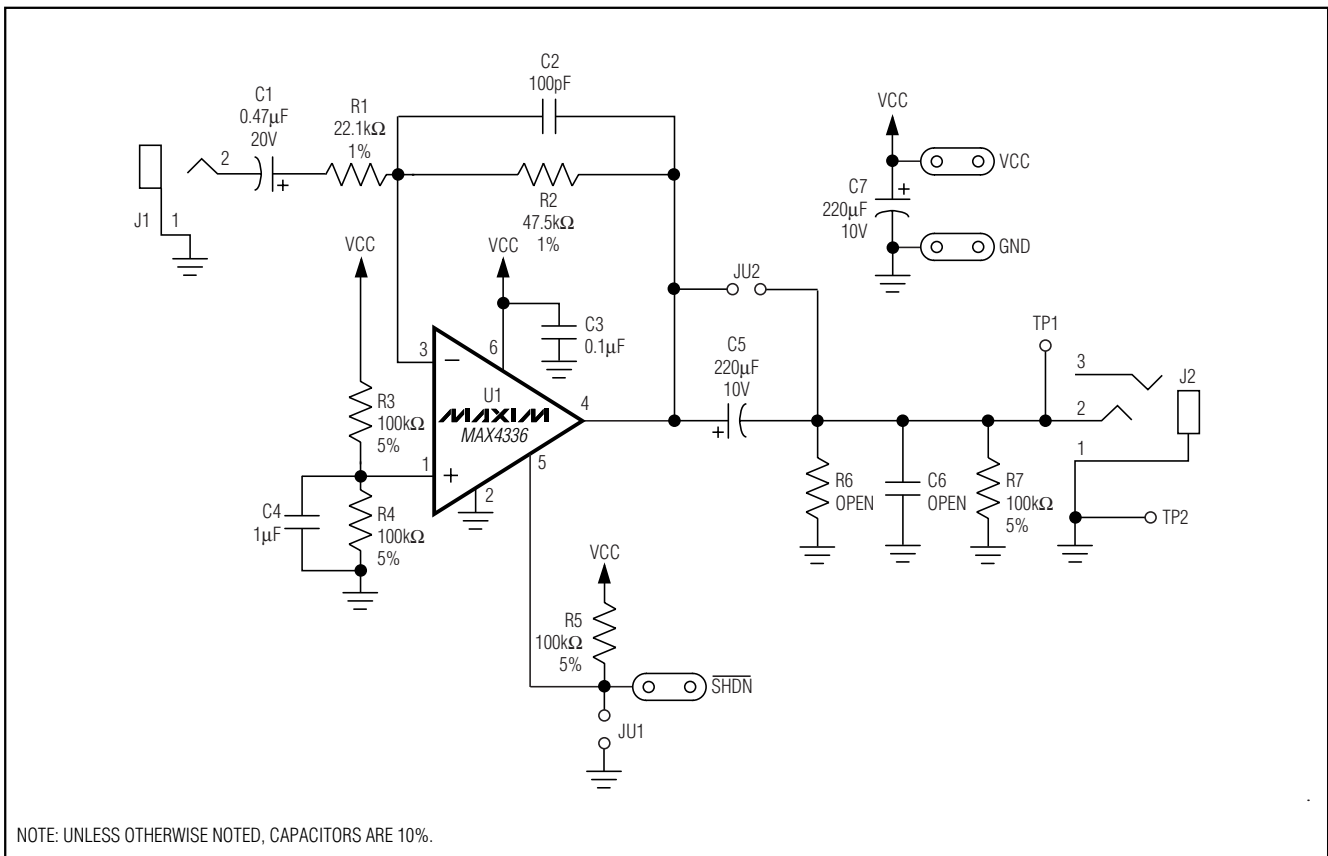 C2
100pF
C1
0.47µF
20V
R1
22.1kΩ
1%
2
+
J1
1
R2
47.5kΩ
1%
VCC
VCC
C7
220µF
10V
+
VCC
GND
VCC
JU2
C3
0.1µF
6
3
−
U1
MAXIM
MAX4336
4
C5
220µF
10V
+
TP1
3
J2
2
1
TP2
R3
100kΩ
5%
1
+
5
2
C4
1µF
R4
100kΩ
5%
R6
OPEN
C6
OPEN
R7
100kΩ
5%
VCC
R5
100kΩ
5%
SHDN
JU1
NOTE: UNLESS OTHERWISE NOTED, CAPACITORS ARE 10%.